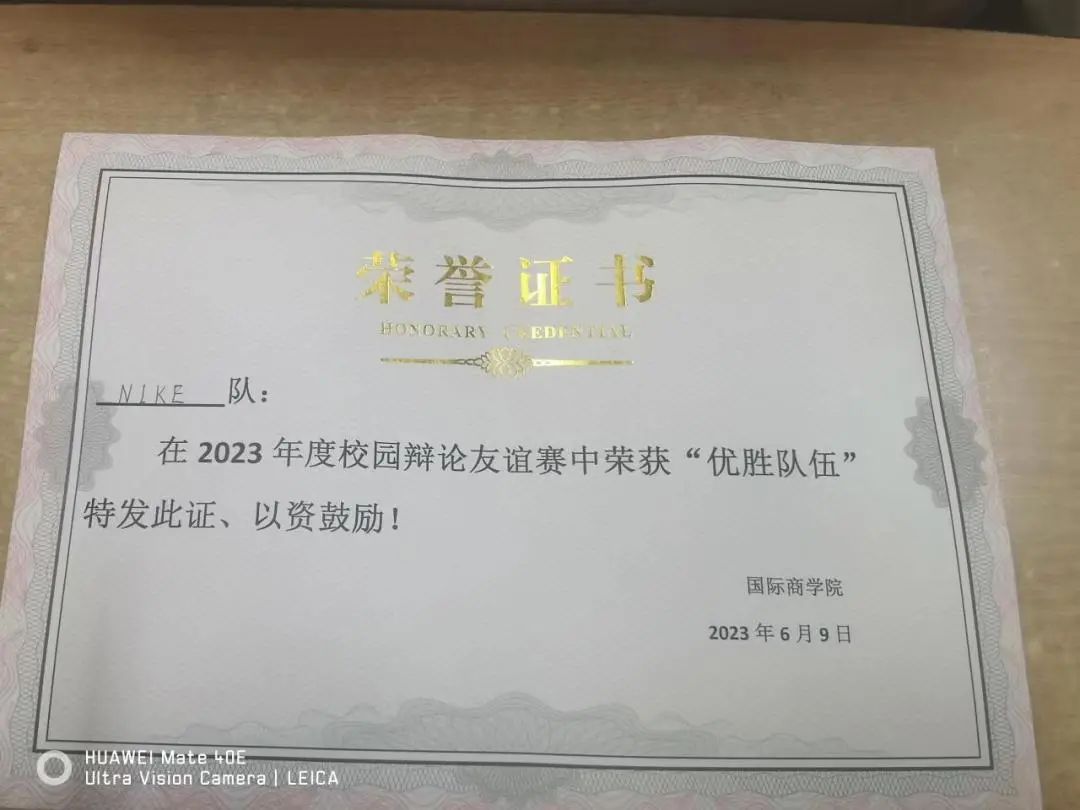 荣誉证书
HONORARY CREDENTIAL
NIKE 队：
在 2023 年度校园辩论友谊赛中荣获“优胜队伍”
特发此证、以资鼓励！
国际商学院
2023 年 6 月 9 日
HUAWEI Mate 40E
Ultra Vision Camera | LEICA